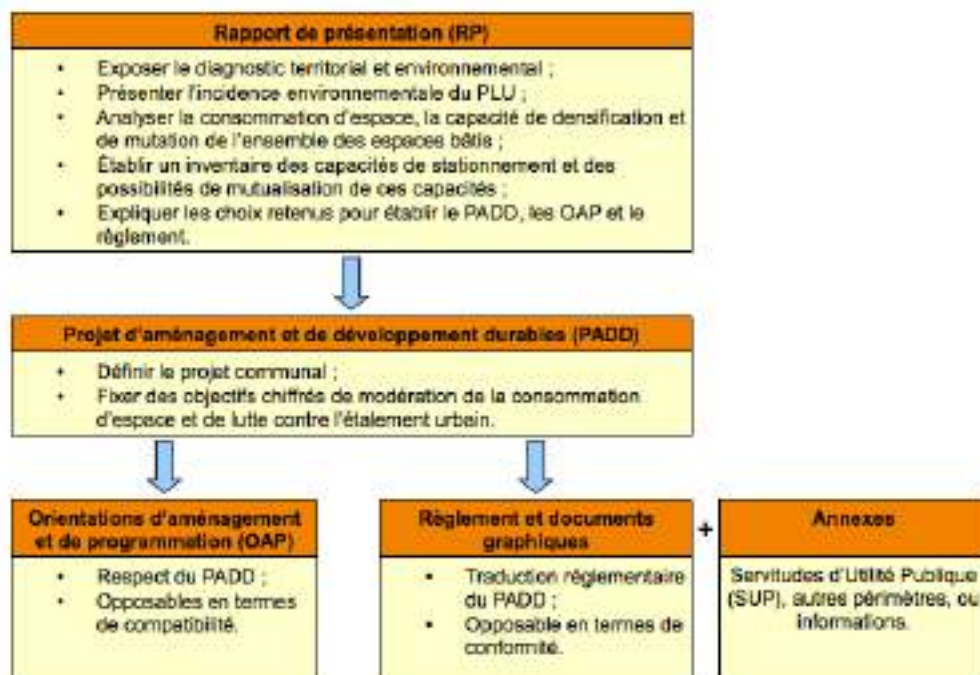 Rapport de présentation (RP)
• Exposer le diagnostic territorial et environnemental ;
• Présenter l'incidence environnementale du PLU ;
• Analyser la consommation d'espace, la capacité de densification et
de mutation de l'ensemble des espaces bâtis ;
• Établir un inventaire des capacités de stationnement et des
possibilités de mutualisation de ces capacités ;
• Expliquer les choix retenus pour établir le PADD, les OAP et le
règlement.
Projet d'aménagement et de développement durables (PADD)
• Définir le projet communal ;
• Fixer des objectifs chiffrés de modération de la consommation
d'espace et de lutte contre l'étalement urbain.
Orientations d'aménagement
et de programmation (OAP)
• Respect du PADD ;
• Opposables en termes
de compatibilité.
Règlement et documents
graphiques
• Traduction réglementaire
du PADD ;
• Opposable en termes de
conformité.
+
Annexes
Servitudes d'Utilité Publique
(SUP), autres périmètres, ou
informations.